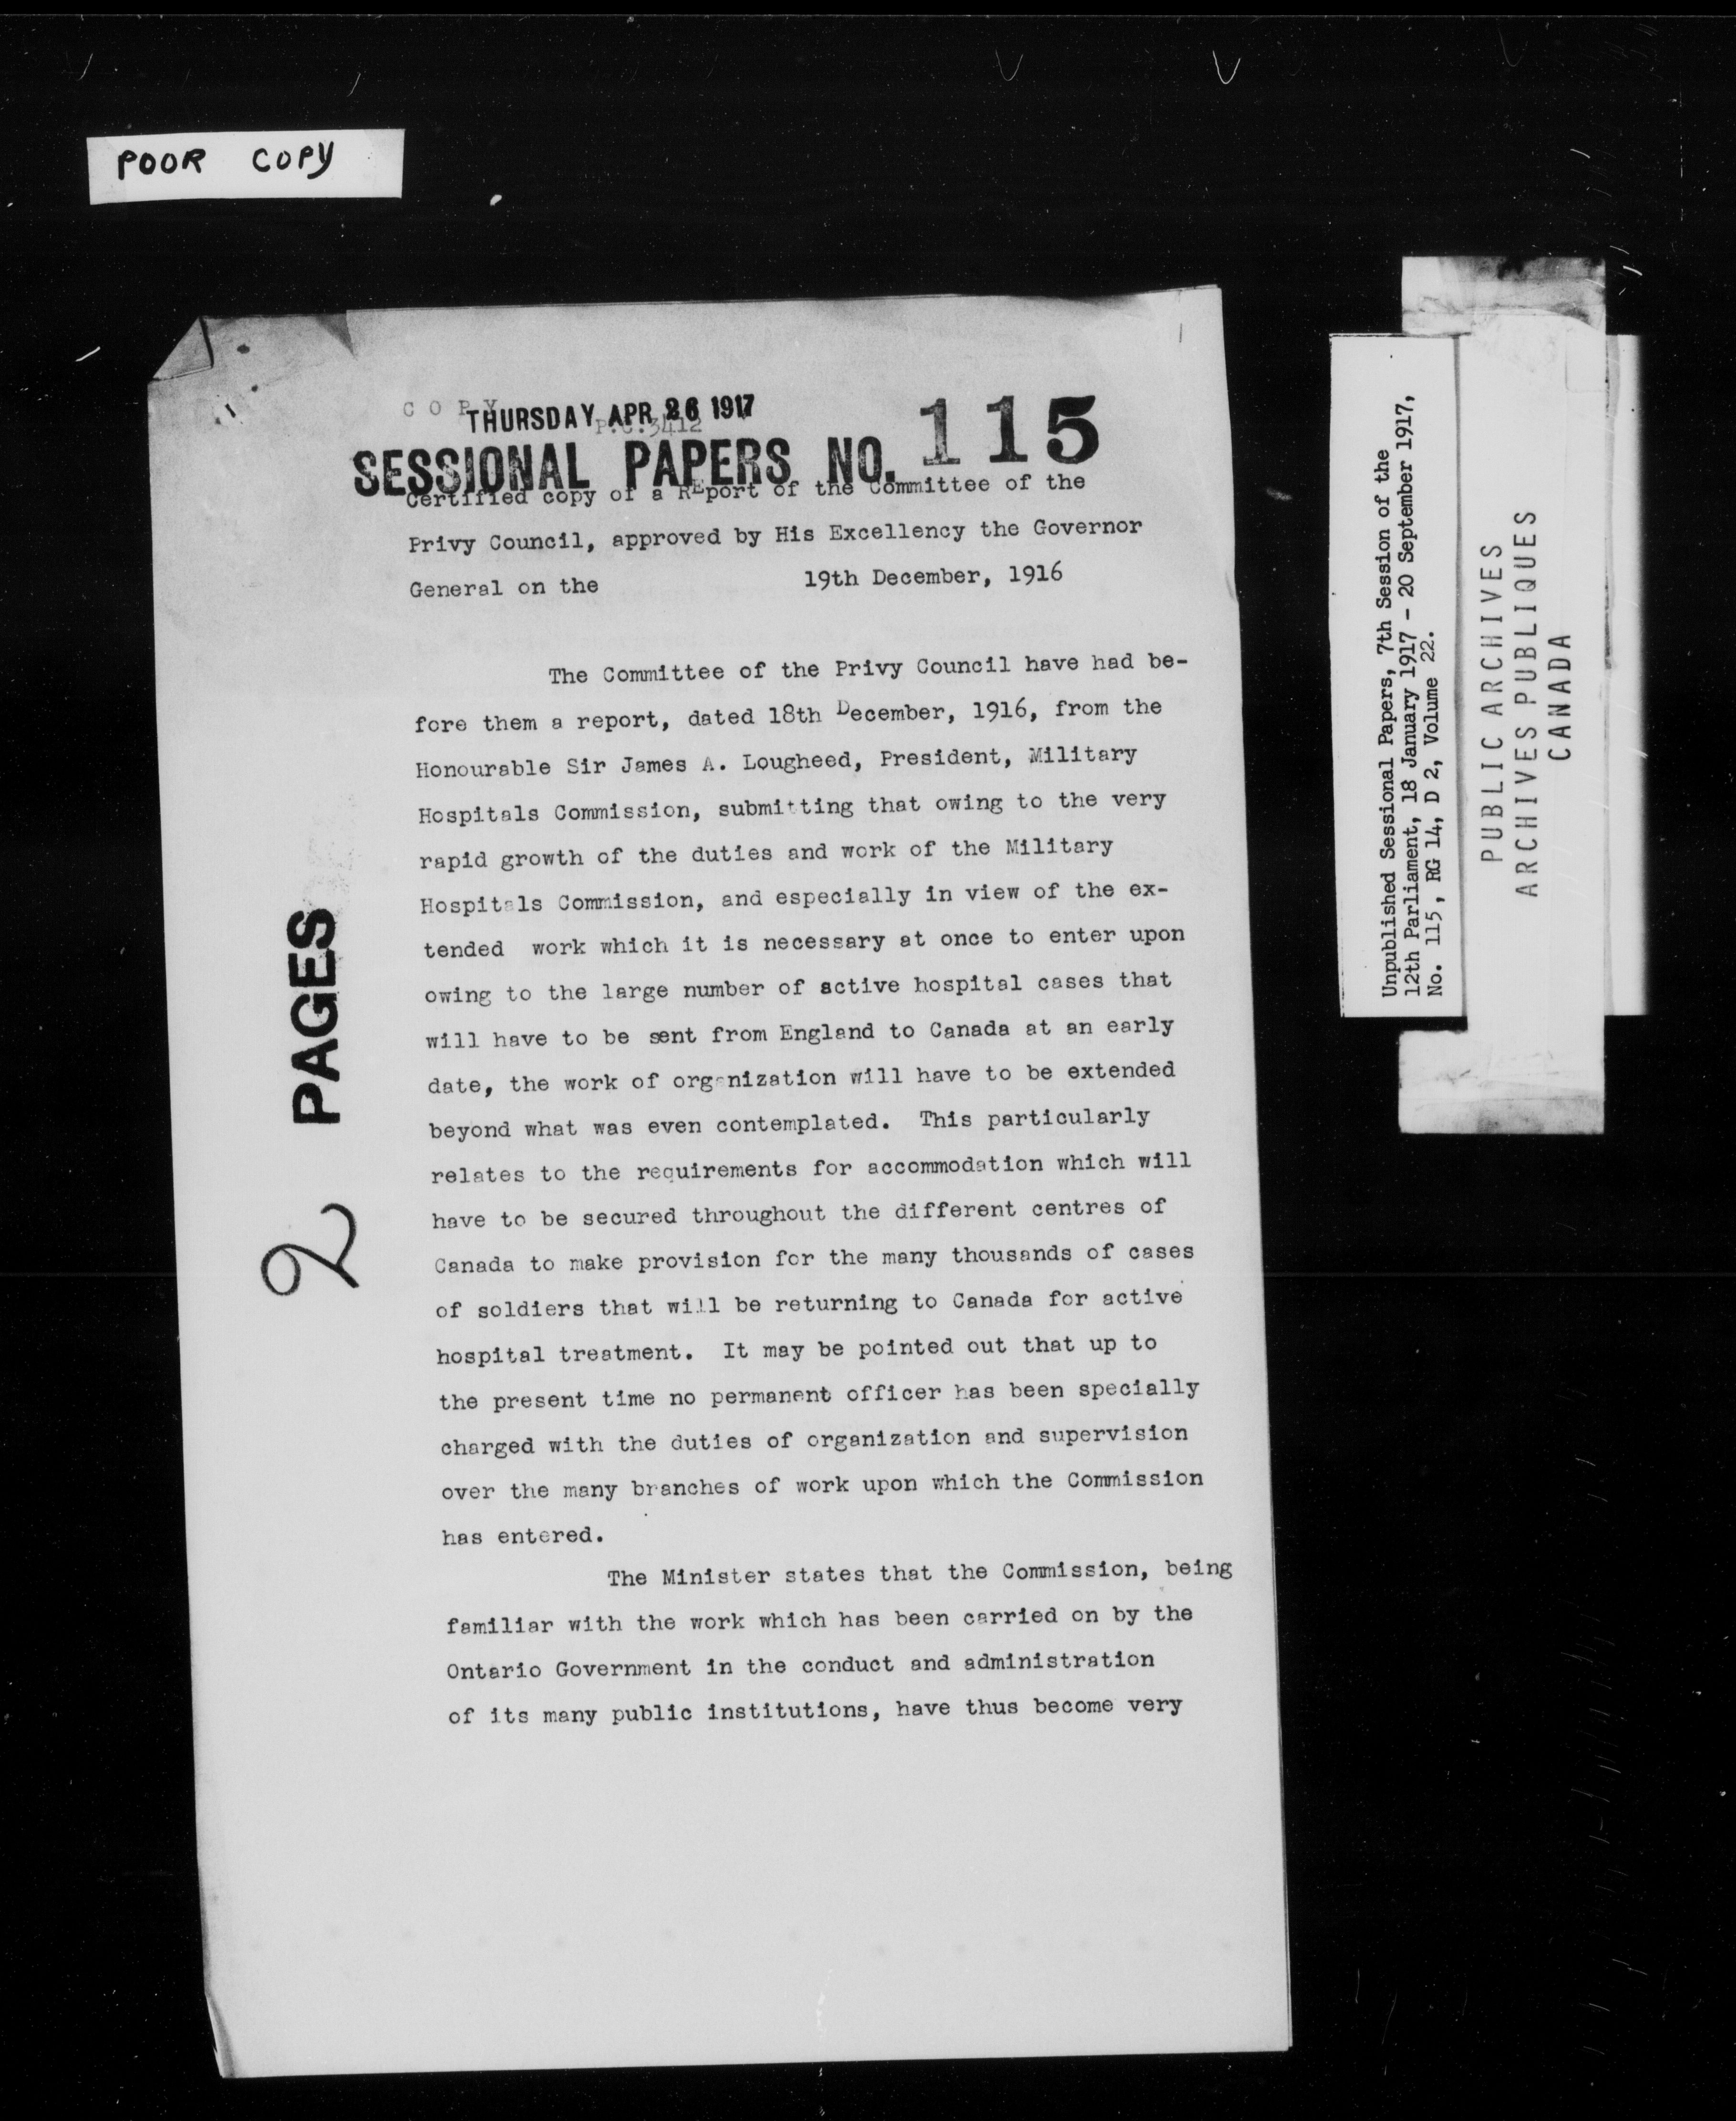 POOR COPY
COPY
THURSDAY APR 26 1917
P.C. 3412
SESSIONAL PAPERS NO. 115
Certified copy of a REport of the Committee of the
Privy Council, approved by His Excellency the Governor
General on the 19th December, 1916
The Committee of the Privy Council have had be-
fore them a report, dated 18th December, 1916, from the
Honourable Sir James A. Lougheed, President, Military
Hospitals Commission, submitting that owing to the very
rapid growth of the duties and work of the Military
Hospitals Commission, and especially in view of the ex-
tended work which it is necessary at once to enter upon
owing to the large number of active hospital cases that
will have to be sent from England to Canada at an early
date, the work of organization will have to be extended
beyond what was even contemplated. This particularly
relates to the requirements for accommodation which will
have to be secured throughout the different centres of
Canada to make provision for the many thousands of cases
of soldiers that will be returning to Canada for active
hospital treatment. It may be pointed out that up to
the present time no permanent officer has been specially
charged with the duties of organization and supervision
over the many branches of work upon which the Commission
has entered.
The Minister states that the Commission, being
familiar with the work which has been carried on by the
Ontario Government in the conduct and administration
of its many public institutions, have thus become very
2 PAGES
Unpublished Sessional Papers, 7th Session of the
12th Parliament, 18 January 1917 - 20 September 1917,
No. 115, RG 14, D 2, Volume 22.
PUBLIC ARCHIVES
ARCHIVES PUBLIQUES
CANADA